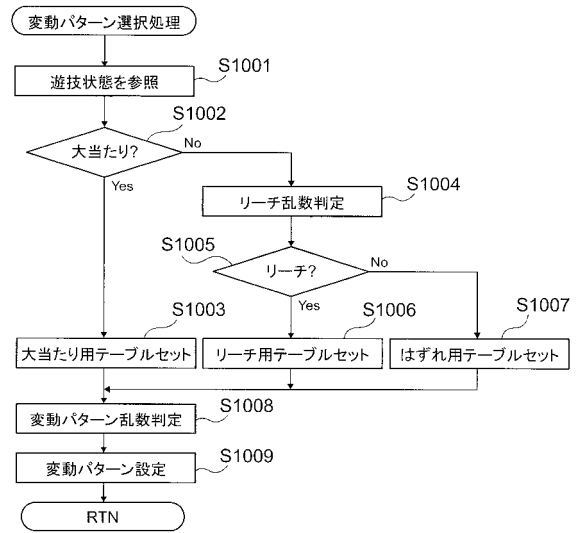 変動パターン選択処理
遊技状態を参照
S1001
大当たり?
S1002
No
Yes
リーチ乱数判定
S1004
リーチ?
S1005
No
Yes
大当たり用テーブルセット
S1003
リーチ用テーブルセット
S1006
はずれ用テーブルセット
S1007
変動パターン乱数判定
S1008
変動パターン設定
S1009
RTN